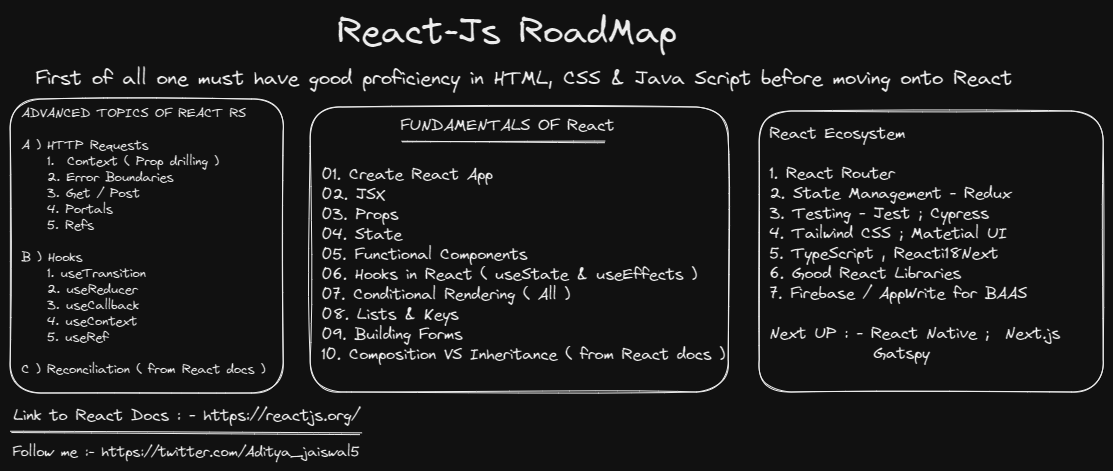 React-Js RoadMap
First of all one must have good proficiency in HTML, CSS & Java Script before moving onto React
ADVANCED TOPICS OF REACT RS
A ) HTTP Requests
1. Context ( Prop drilling )
2. Error Boundaries
3. Get / Post
4. Portals
5. Refs
B ) Hooks
1. useTransition
2. useReducer
3. useCallback
4. useContext
5. useRef
C ) Reconciliation ( from React docs )
FUNDAMENTALS OF React
01. Create React App
02. JSX
03. Props
04. State
05. Functional Components
06. Hooks in React ( useState & useEffects )
07. Conditional Rendering ( All )
08. Lists & Keys
09. Building Forms
10. Composition VS Inheritance ( from React docs )
React Ecosystem
1. React Router
2. State Management - Redux
3. Testing - Jest ; Cypress
4. Tailwind CSS ; Matetial UI
5. TypeScript , Reacti18Next
6. Good React Libraries
7. Firebase / AppWrite for BAAS
Next UP : - React Native ; Next.js
Gatspy
Link to React Docs : - https://reactjs.org/
Follow me :- https://twitter.com/Aditya_jaiswal5